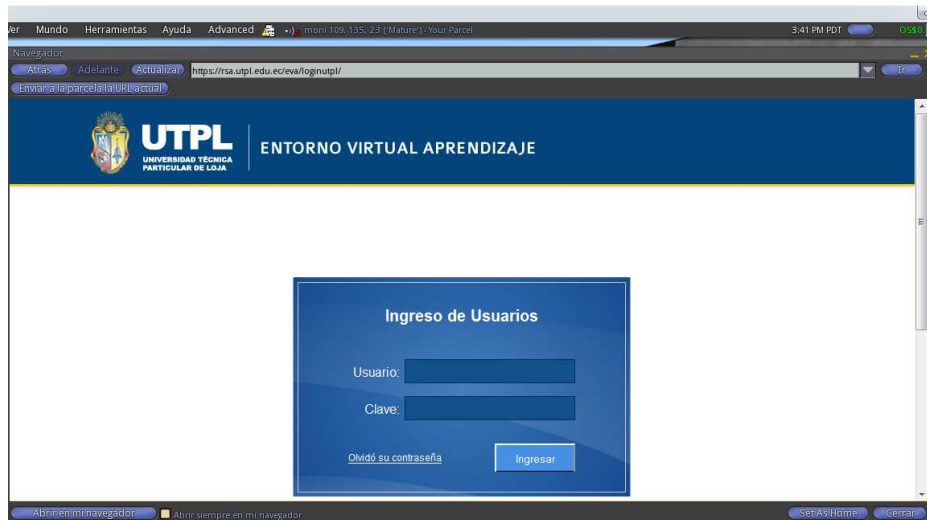 Ver Mundo Herramientas Ayuda Advanced moni 109, 135, 23 ('Mature') - Your Parcel 3:41 PM PDT OS$0
Navegador
Atrás Adelante Actualizar https://rsa.utpl.edu.ec/eva/loginutpl/ Ir
Enviar a la parcela la URL actual
UTPL
UNIVERSIDAD TÉCNICA
PARTICULAR DE LOJA
ENTORNO VIRTUAL APRENDIZAJE
Ingreso de Usuarios
Usuario:
Clave:
Olvidó su contraseña Ingresar
Abrir en mi navegador Abrir siempre en mi navegador Set As Home Cerrar